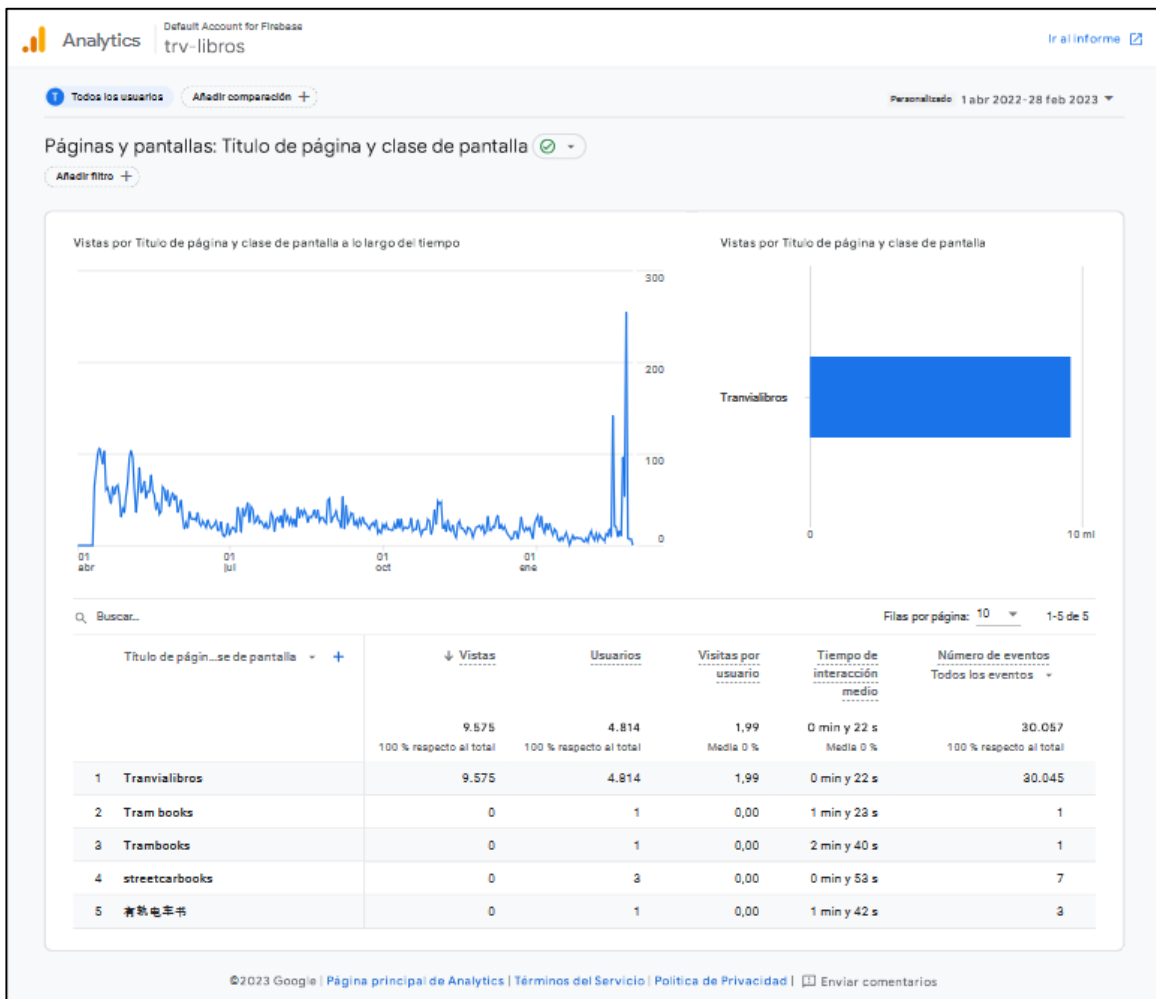 Analytics
Default Account for Firebase
trv-libros
Ir al informe
T Todos los usuarios
Añadir comparación +
Personalizado 1 abr 2022-28 feb 2023
Páginas y pantallas: Título de página y clase de pantalla
Añadir filtro +
Vistas por Título de página y clase de pantalla a lo largo del tiempo
300
200
100
0
01 abr
01 jul
01 oct
01 ene
Vistas por Título de página y clase de pantalla
Tranvialibros
0
10 ml
Buscar...
Filas por página: 10
1-5 de 5
Título de págin...se de pantalla +
↓ Vistas
Usuarios
Visitas por usuario
Tiempo de interacción medio
Número de eventos
Todos los eventos
9.575 4.814 1,99 0 min y 22 s 30.057
100 % respecto al total 100 % respecto al total Media 0 % Media 0 % 100 % respecto al total
1 Tranvialibros 9.575 4.814 1,99 0 min y 22 s 30.045
2 Tram books 0 1 0,00 1 min y 23 s 1
3 Trambooks 0 1 0,00 2 min y 40 s 1
4 streetcarbooks 0 3 0,00 0 min y 53 s 7
5 有轨电车书 0 1 0,00 1 min y 42 s 3
©2023 Google | Página principal de Analytics | Términos del Servicio | Política de Privacidad | Enviar comentarios